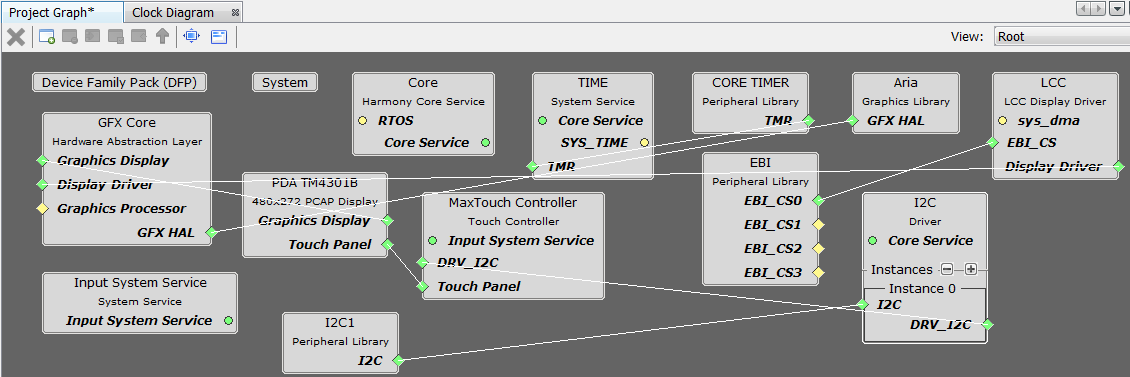 Project Graph*
Clock Diagram
View:
Root
Device Family Pack (DFP)
System
Core
Harmony Core Service
RTOS
Core Service
TIME
System Service
Core Service
SYS_TIME
TMR
CORE TIMER
Peripheral Library
TMR
Aria
Graphics Library
GFX HAL
LCC
LCC Display Driver
sys_dma
EBI_CS
Display Driver
GFX Core
Hardware Abstraction Layer
Graphics Display
Display Driver
Graphics Processor
GFX HAL
PDA TM4301B
480x272 PCAP Display
Graphics Display
Touch Panel
MaxTouch Controller
Touch Controller
Input System Service
DRV_I2C
Touch Panel
EBI
Peripheral Library
EBI_CS0
EBI_CS1
EBI_CS2
EBI_CS3
I2C
Driver
Core Service
Instances
Instance 0
I2C
DRV_I2C
Input System Service
System Service
Input System Service
I2C1
Peripheral Library
I2C